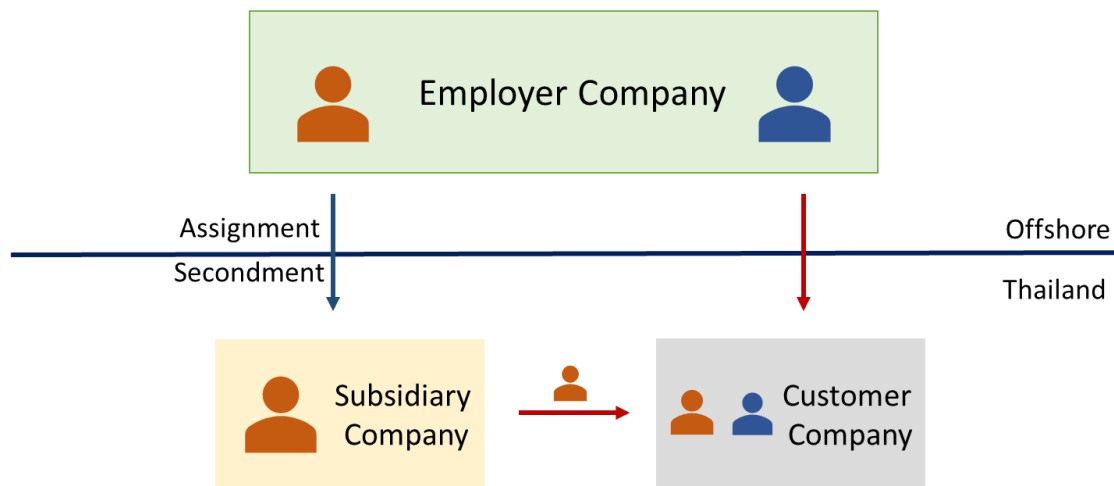 Employer Company
Assignment
Offshore
Secondment
Thailand
Subsidiary
Company
Customer
Company